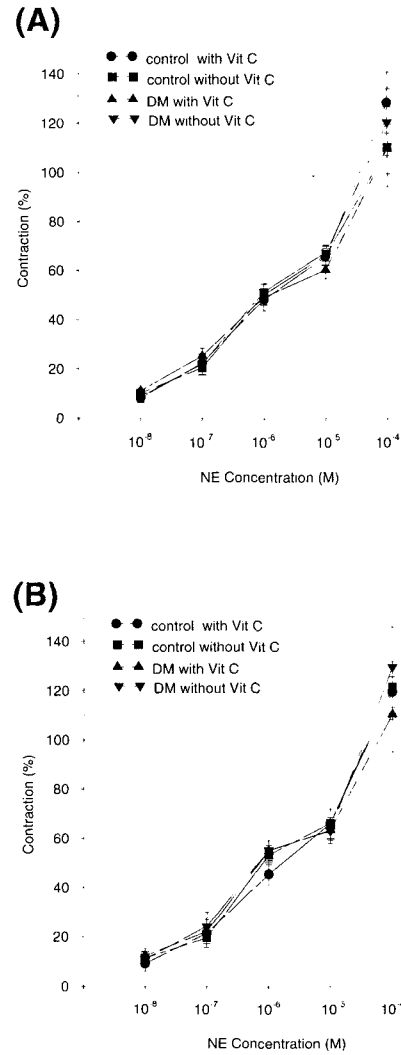 (A)
control with Vit C
control without Vit C
DM with Vit C
DM without Vit C
140
120
100
80
60
40
20
0
Contraction (%)
10-8 10-7 10-6 10-5 10-4
NE Concentration (M)
(B)
control with Vit C
control without Vit C
DM with Vit C
DM without Vit C
140
120
100
80
60
40
20
0
Contraction (%)
10-8 10-7 10-6 10-5
NE Concentration (M)